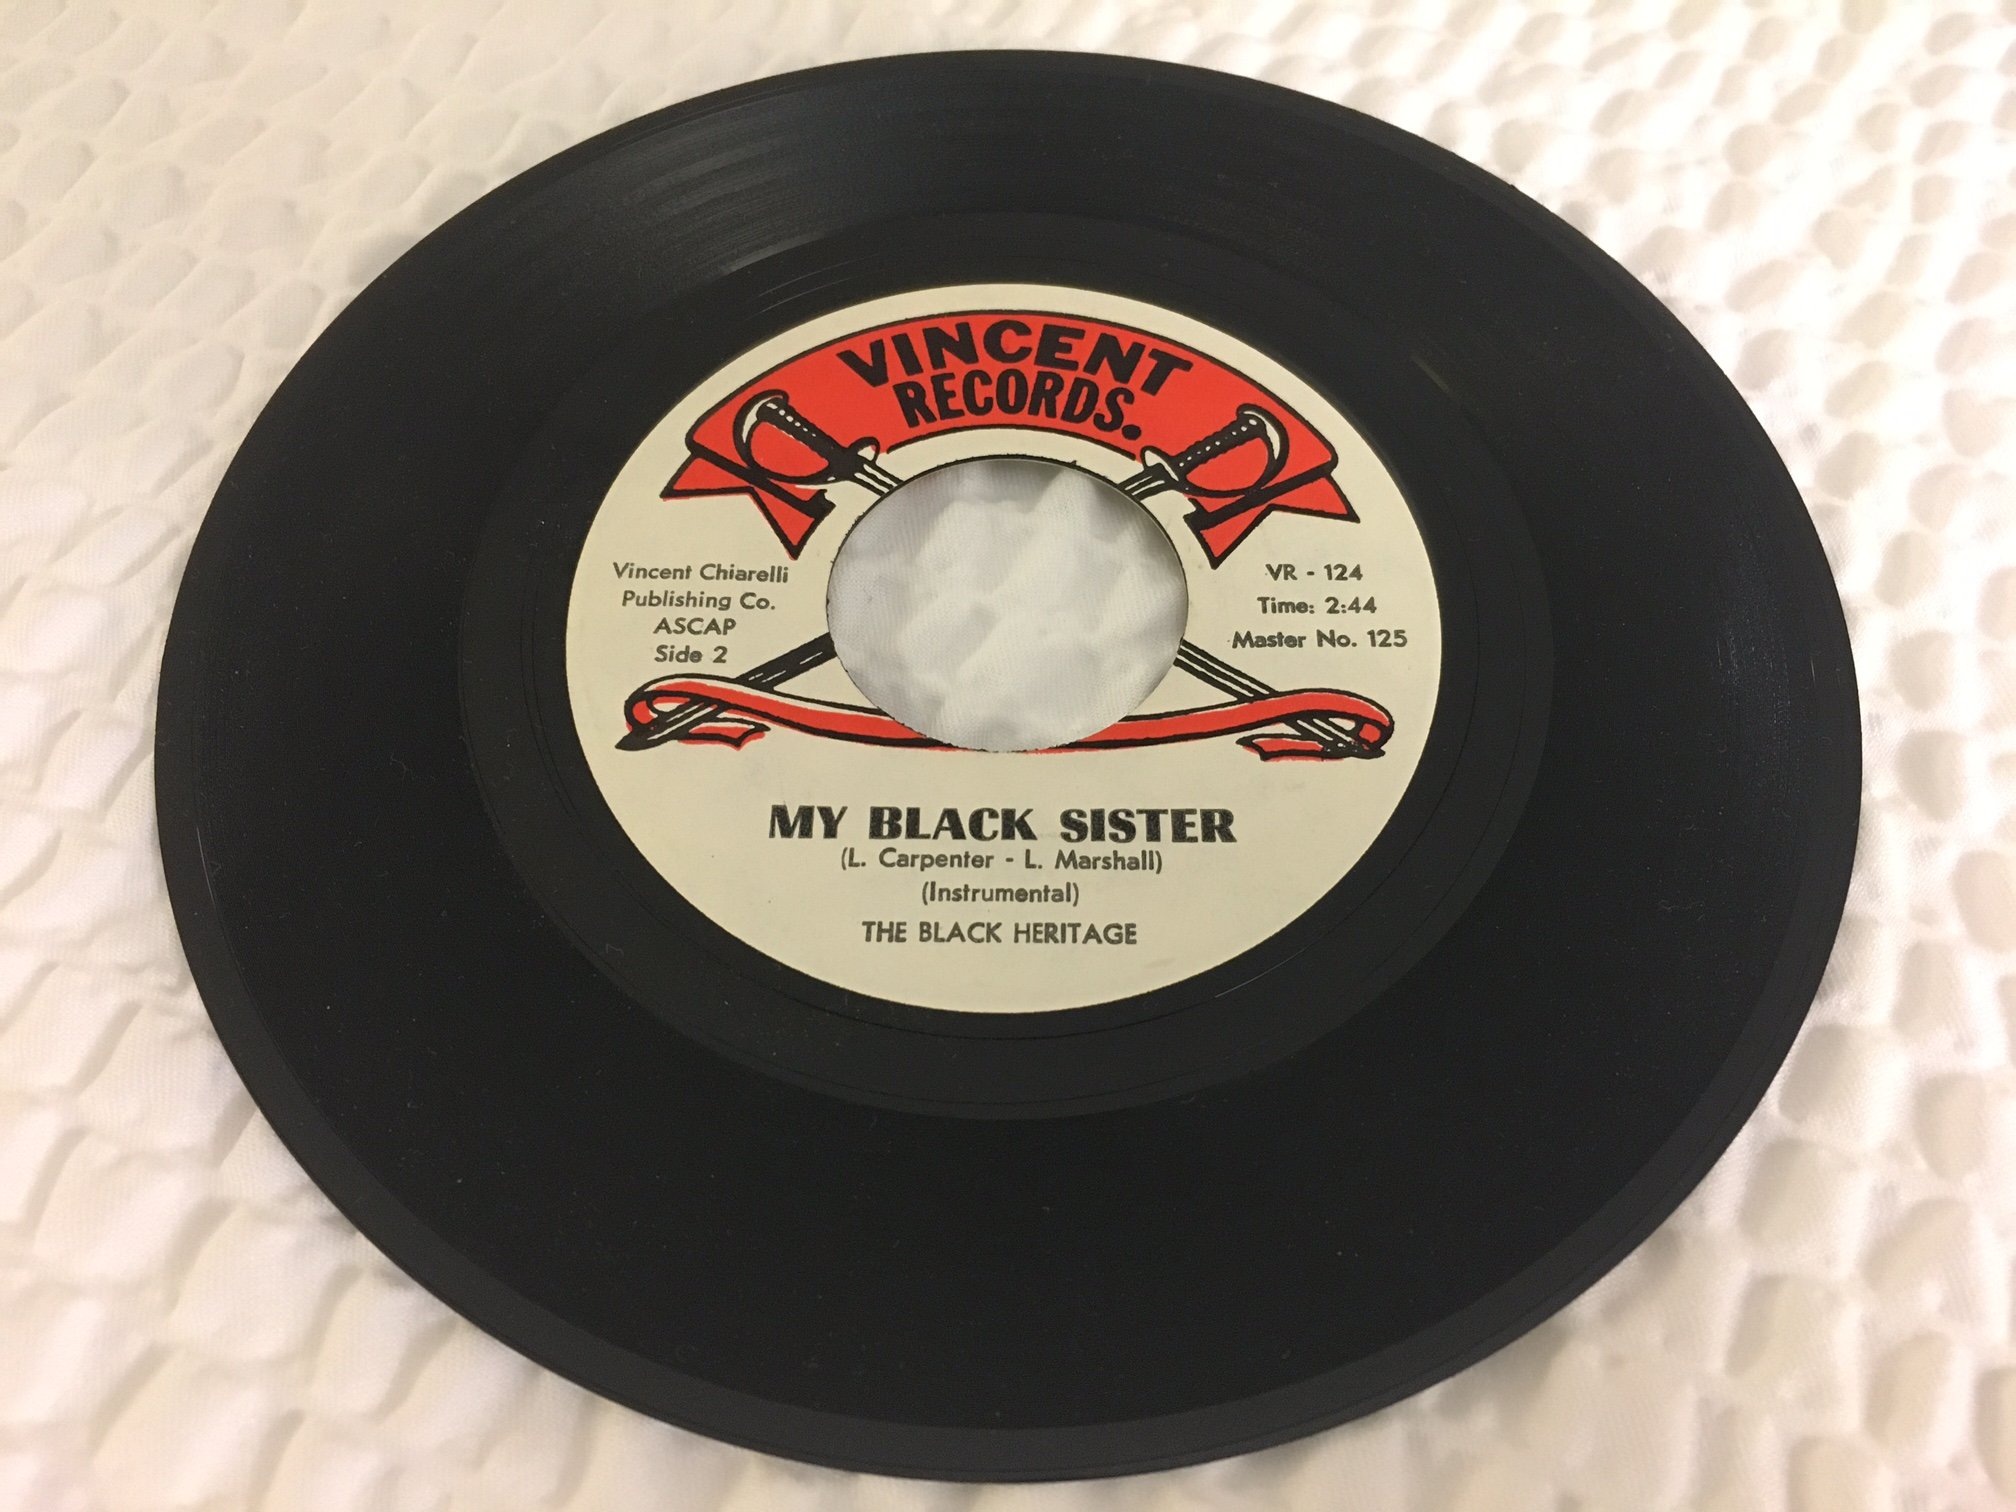 VINCENT
RECORDS.
Vincent Chiarelli
Publishing Co.
ASCAP
Side 2
VR - 124
Time: 2:44
Master No. 125
MY BLACK SISTER
(L. Carpenter - L. Marshall)
(Instrumental)
THE BLACK HERITAGE